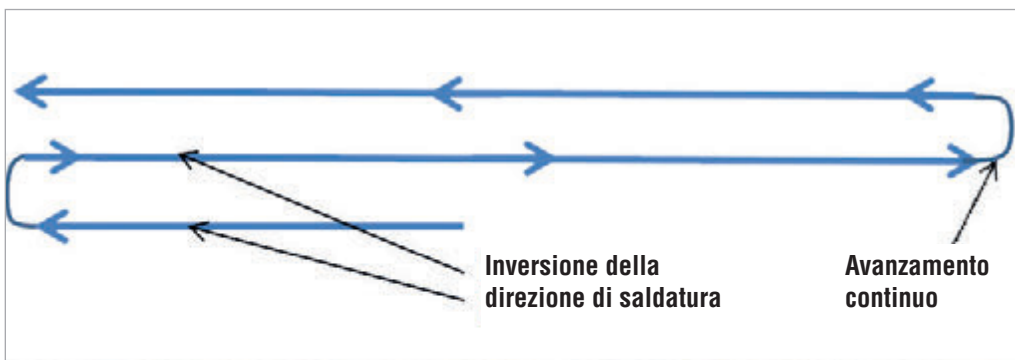 Inversione della
direzione di saldatura
Avanzamento
continuo